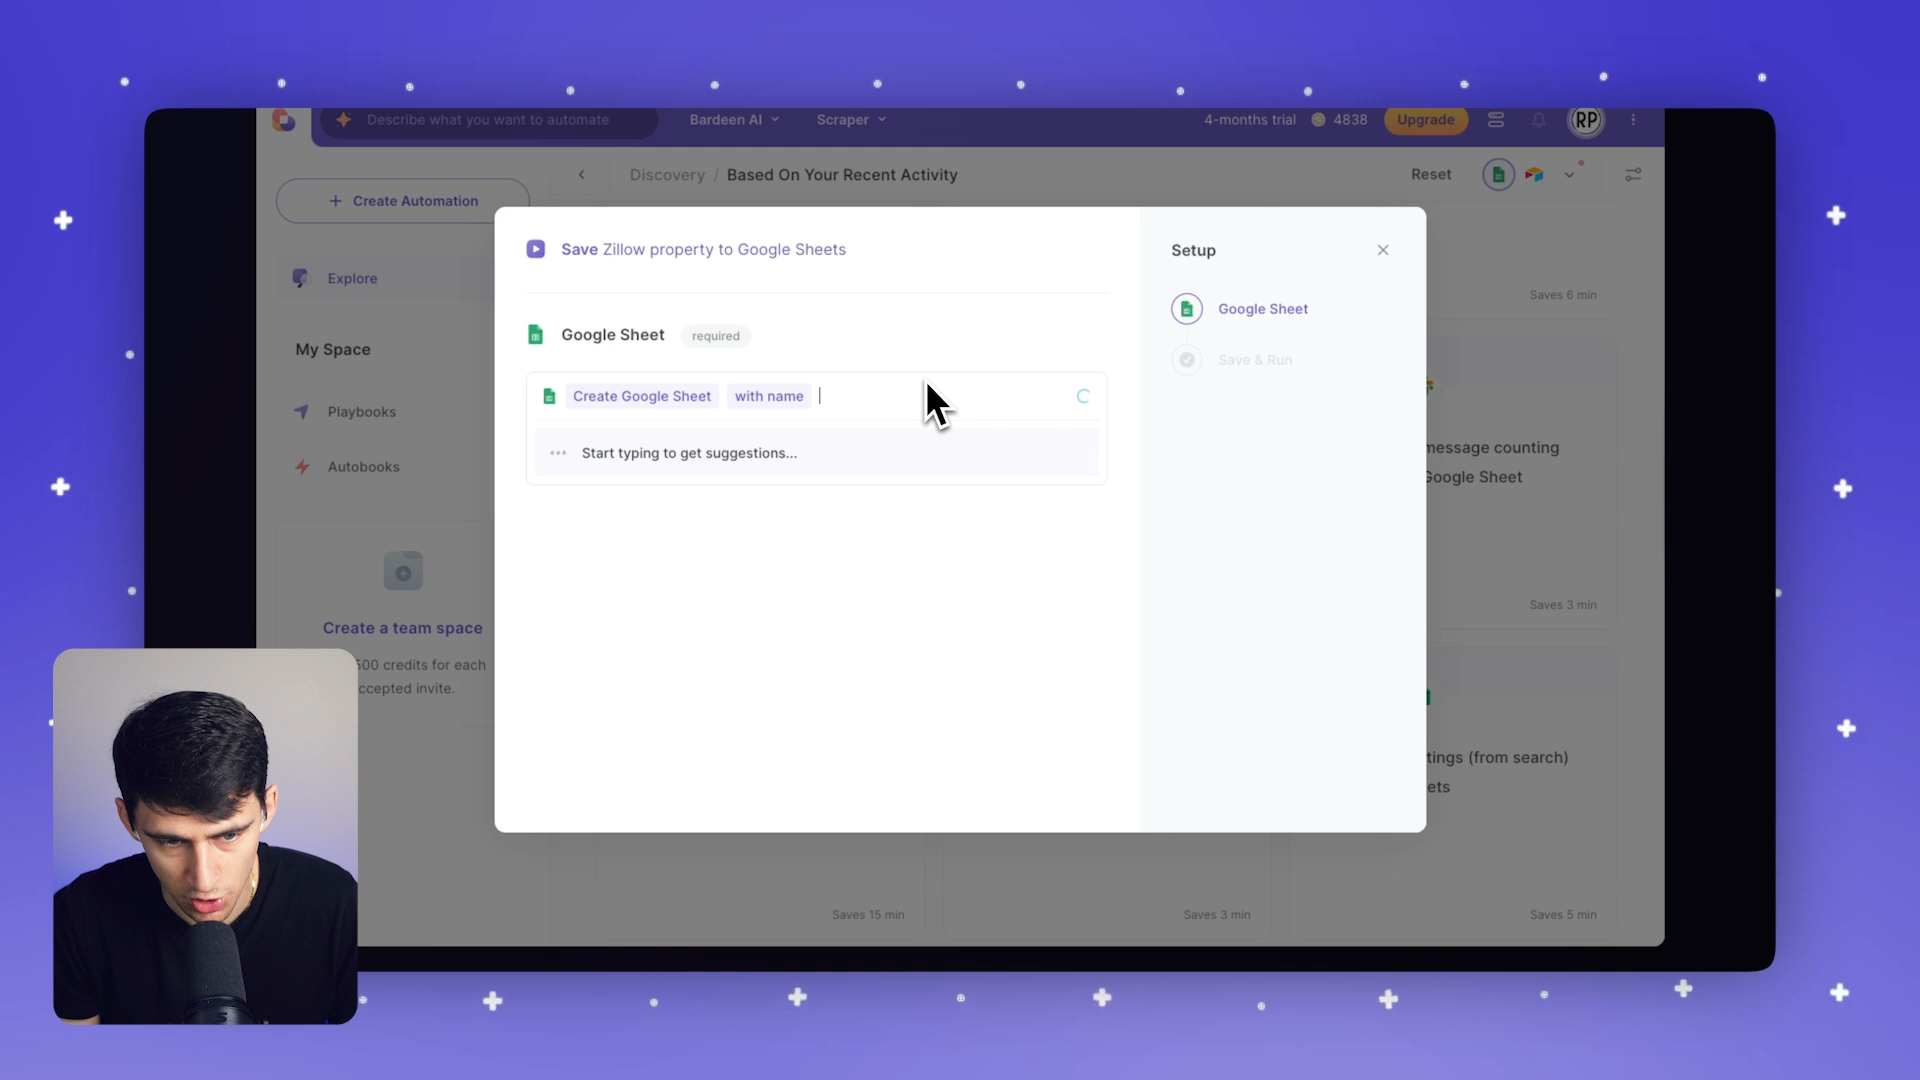 Describe what you want to automate
Bardeen AI
Scraper
4-months trial
4838
Upgrade
RP
Discovery / Based On Your Recent Activity
Reset
+ Create Automation
Explore
My Space
Playbooks
Autobooks
Create a team space
500 credits for each
accepted invite.
Save Zillow property to Google Sheets
Google Sheet required
Create Google Sheet with name
Start typing to get suggestions...
Setup
Google Sheet
Save & Run
Saves 6 min
message counting
Google Sheet
Saves 3 min
tings (from search)
ets
Saves 15 min
Saves 3 min
Saves 5 min